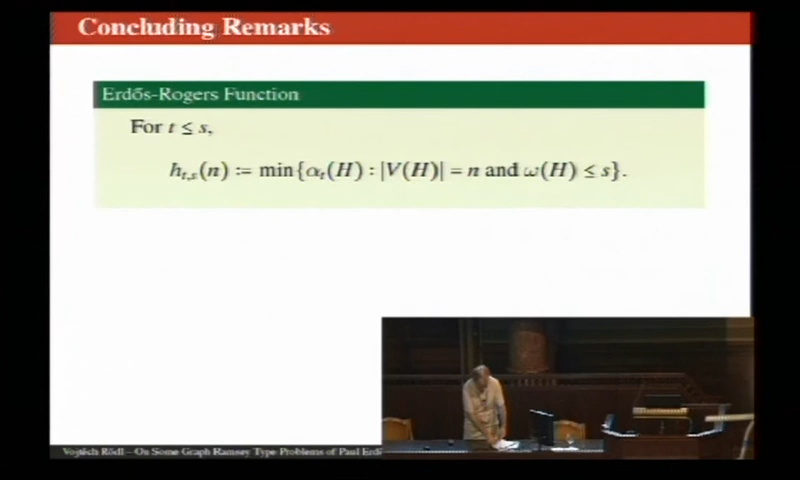 Concluding Remarks
Erdős-Rogers Function
For t ≤ s,
h_{t,s}(n) := min{α_t(H) : |V(H)| = n and ω(H) ≤ s}.
Vojtěch Rödl – On Some Graph Ramsey Type Problems of Paul Erdő